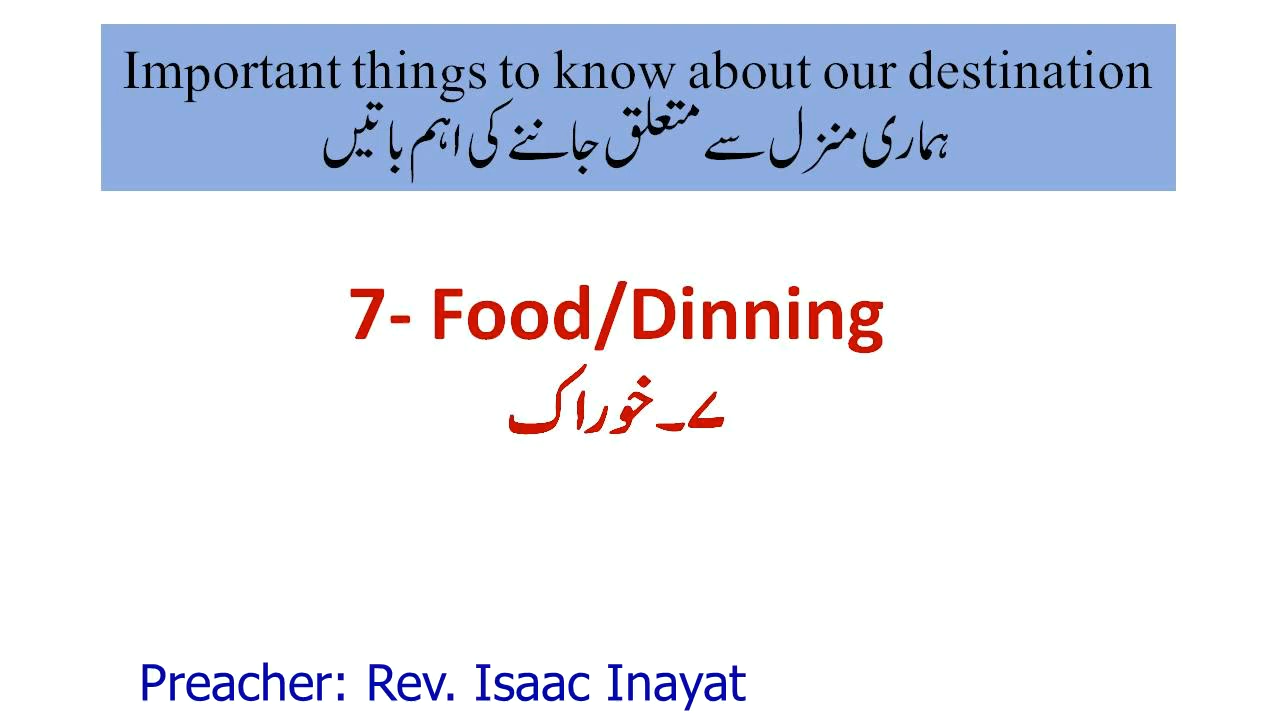 Important things to know about our destination
ہماری منزل سے متعلق جاننے کی اہم باتیں
7- Food/Dinning
۷۔خوراک
Preacher: Rev. Isaac Inayat